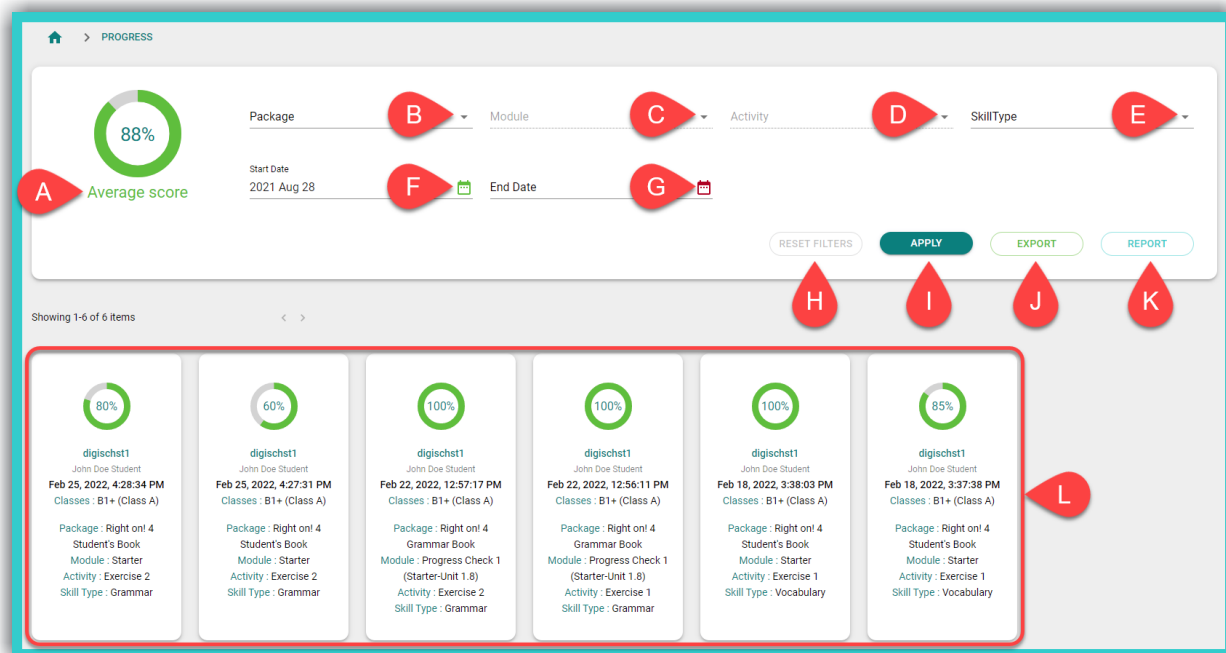 PROGRESS
88%
A Average score
Package B Module C Activity D SkillType E
Start Date
2021 Aug 28 F End Date G
RESET FILTERS APPLY EXPORT REPORT
H I J K
Showing 1-6 of 6 items
80%
digischst1
John Doe Student
Feb 25, 2022, 4:28:34 PM
Classes : B1+ (Class A)
Package : Right on! 4
Student's Book
Module : Starter
Activity : Exercise 2
Skill Type : Grammar
60%
digischst1
John Doe Student
Feb 25, 2022, 4:27:31 PM
Classes : B1+ (Class A)
Package : Right on! 4
Student's Book
Module : Starter
Activity : Exercise 2
Skill Type : Grammar
100%
digischst1
John Doe Student
Feb 22, 2022, 12:57:17 PM
Classes : B1+ (Class A)
Package : Right on! 4
Grammar Book
Module : Progress Check 1
(Starter-Unit 1.8)
Activity : Exercise 2
Skill Type : Grammar
100%
digischst1
John Doe Student
Feb 22, 2022, 12:56:11 PM
Classes : B1+ (Class A)
Package : Right on! 4
Grammar Book
Module : Progress Check 1
(Starter-Unit 1.8)
Activity : Exercise 1
Skill Type : Grammar
100%
digischst1
John Doe Student
Feb 18, 2022, 3:38:03 PM
Classes : B1+ (Class A)
Package : Right on! 4
Student's Book
Module : Starter
Activity : Exercise 1
Skill Type : Vocabulary
85%
digischst1
John Doe Student
Feb 18, 2022, 3:37:38 PM
Classes : B1+ (Class A)
Package : Right on! 4
Student's Book
Module : Starter
Activity : Exercise 1
Skill Type : Vocabulary
L